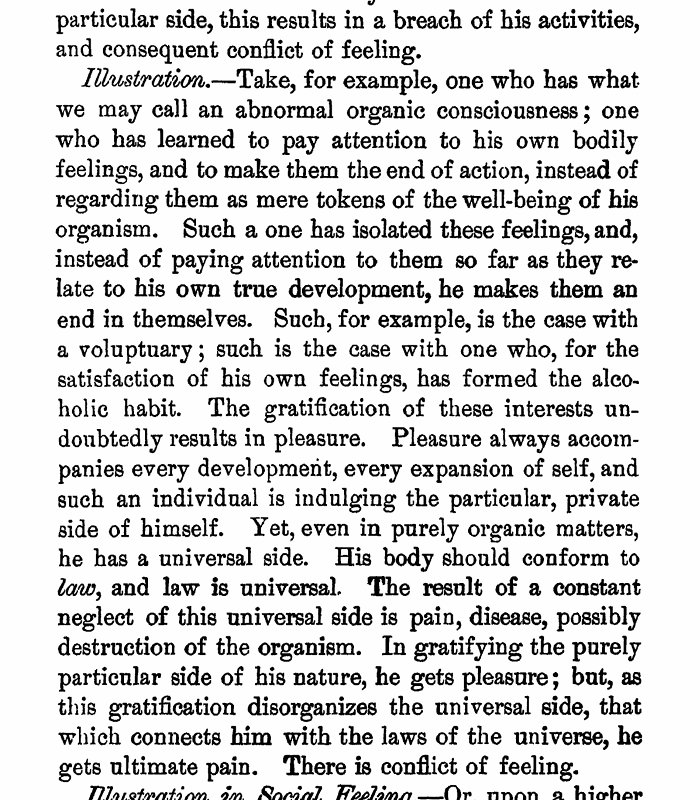 particular side, this results in a breach of his activities,
and consequent conflict of feeling.
Illustration.—Take, for example, one who has what
we may call an abnormal organic consciousness; one
who has learned to pay attention to his own bodily
feelings, and to make them the end of action, instead of
regarding them as mere tokens of the well-being of his
organism. Such a one has isolated these feelings, and,
instead of paying attention to them so far as they re-
late to his own true development, he makes them an
end in themselves. Such, for example, is the case with
a voluptuary; such is the case with one who, for the
satisfaction of his own feelings, has formed the alco-
holic habit. The gratification of these interests un-
doubtedly results in pleasure. Pleasure always accom-
panies every development, every expansion of self, and
such an individual is indulging the particular, private
side of himself. Yet, even in purely organic matters,
he has a universal side. His body should conform to
law, and law is universal. The result of a constant
neglect of this universal side is pain, disease, possibly
destruction of the organism. In gratifying the purely
particular side of his nature, he gets pleasure; but, as
this gratification disorganizes the universal side, that
which connects him with the laws of the universe, he
gets ultimate pain. There is conflict of feeling.
Illustration in Social Feeling.—Or, upon a higher